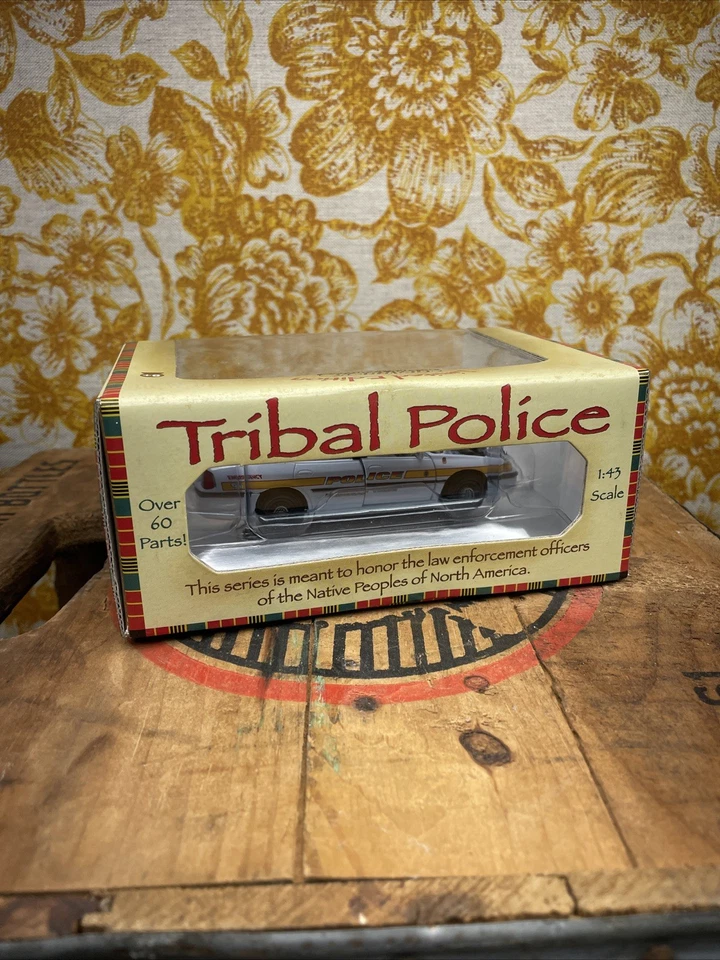 Tribal Police
POLICE
Over
60
Parts!
1:43
Scale
This series is meant to honor the law enforcement officers
of the Native Peoples of North America.